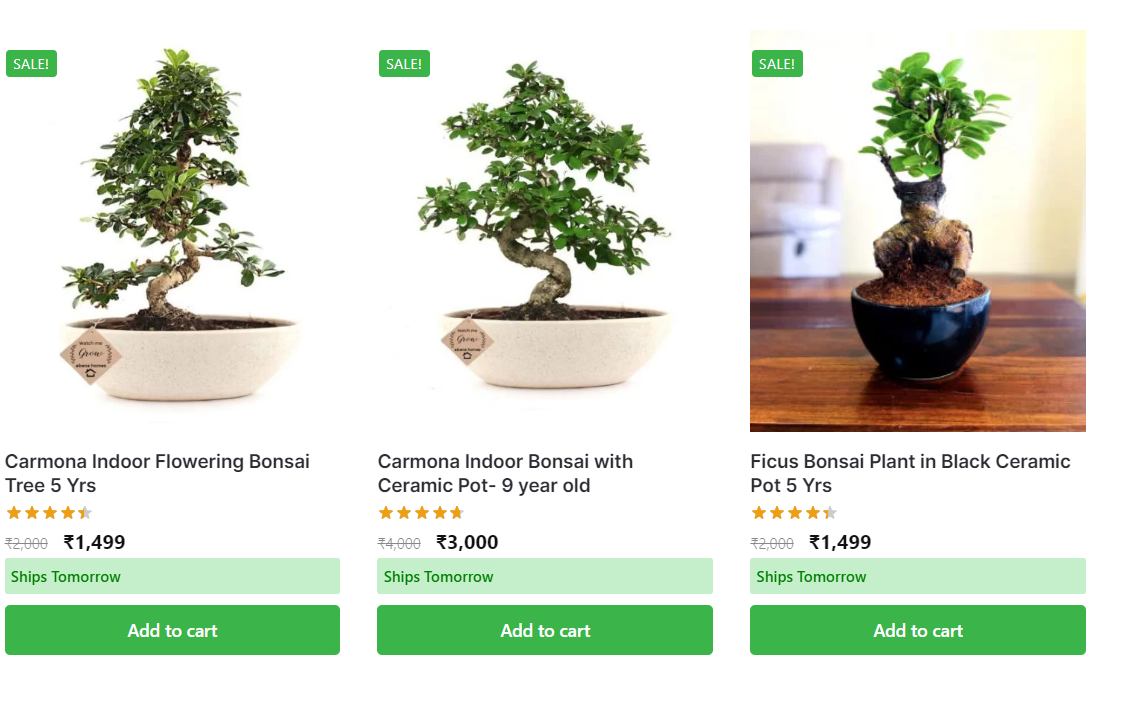 SALE!
SALE!
SALE!
Watch me
Grow
abana homes
Watch me
Grow
abana homes
Carmona Indoor Flowering Bonsai
Tree 5 Yrs
₹2,000 ₹1,499
Ships Tomorrow
Add to cart
Carmona Indoor Bonsai with
Ceramic Pot- 9 year old
₹4,000 ₹3,000
Ships Tomorrow
Add to cart
Ficus Bonsai Plant in Black Ceramic
Pot 5 Yrs
₹2,000 ₹1,499
Ships Tomorrow
Add to cart